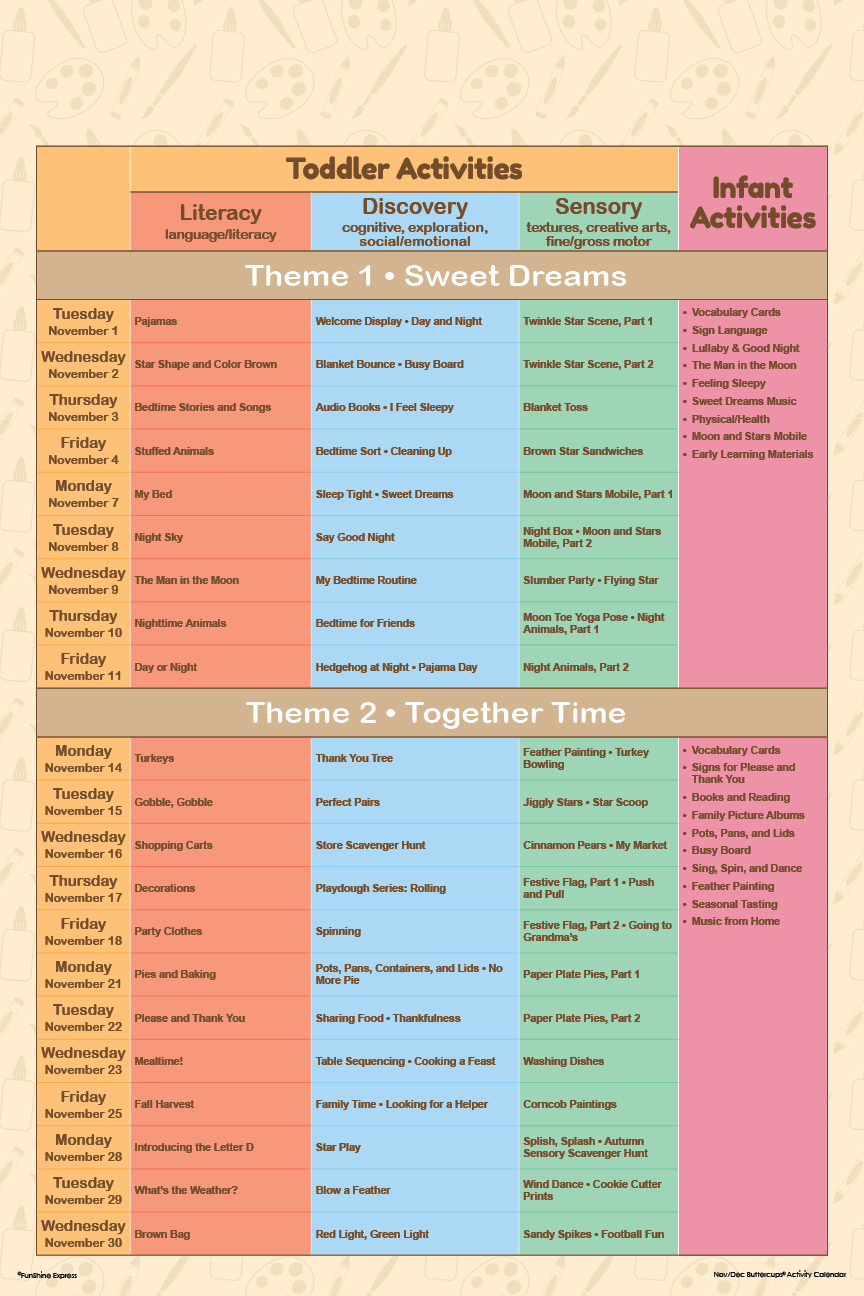 Toddler Activities
Infant
Activities
Literacy
language/literacy
Discovery
cognitive, exploration,
social/emotional
Sensory
textures, creative arts,
fine/gross motor
Theme 1 • Sweet Dreams
Tuesday
November 1
Pajamas
Welcome Display • Day and Night
Twinkle Star Scene, Part 1
Wednesday
November 2
Star Shape and Color Brown
Blanket Bounce • Busy Board
Twinkle Star Scene, Part 2
Thursday
November 3
Bedtime Stories and Songs
Audio Books • I Feel Sleepy
Blanket Toss
Friday
November 4
Stuffed Animals
Bedtime Sort • Cleaning Up
Brown Star Sandwiches
Monday
November 7
My Bed
Sleep Tight • Sweet Dreams
Moon and Stars Mobile, Part 1
Tuesday
November 8
Night Sky
Say Good Night
Night Box • Moon and Stars
Mobile, Part 2
Wednesday
November 9
The Man in the Moon
My Bedtime Routine
Slumber Party • Flying Star
Thursday
November 10
Nighttime Animals
Bedtime for Friends
Moon Toe Yoga Pose • Night
Animals, Part 1
Friday
November 11
Day or Night
Hedgehog at Night • Pajama Day
Night Animals, Part 2
• Vocabulary Cards
• Sign Language
• Lullaby & Good Night
• The Man in the Moon
• Feeling Sleepy
• Sweet Dreams Music
• Physical/Health
• Moon and Stars Mobile
• Early Learning Materials
Theme 2 • Together Time
Monday
November 14
Turkeys
Thank You Tree
Feather Painting • Turkey
Bowling
Tuesday
November 15
Gobble, Gobble
Perfect Pairs
Jiggly Stars • Star Scoop
Wednesday
November 16
Shopping Carts
Store Scavenger Hunt
Cinnamon Pears • My Market
Thursday
November 17
Decorations
Playdough Series: Rolling
Festive Flag, Part 1 • Push
and Pull
Friday
November 18
Party Clothes
Spinning
Festive Flag, Part 2 • Going to
Grandma's
Monday
November 21
Pies and Baking
Pots, Pans, Containers, and Lids • No
More Pie
Paper Plate Pies, Part 1
Tuesday
November 22
Please and Thank You
Sharing Food • Thankfulness
Paper Plate Pies, Part 2
Wednesday
November 23
Mealtime!
Table Sequencing • Cooking a Feast
Washing Dishes
Friday
November 25
Fall Harvest
Family Time • Looking for a Helper
Corncob Paintings
Monday
November 28
Introducing the Letter D
Star Play
Splish, Splash • Autumn
Sensory Scavenger Hunt
Tuesday
November 29
What's the Weather?
Blow a Feather
Wind Dance • Cookie Cutter
Prints
Wednesday
November 30
Brown Bag
Red Light, Green Light
Sandy Spikes • Football Fun
• Vocabulary Cards
• Signs for Please and
Thank You
• Books and Reading
• Family Picture Albums
• Pots, Pans, and Lids
• Busy Board
• Sing, Spin, and Dance
• Feather Painting
• Seasonal Tasting
• Music from Home
©FunShine Express
Nov/Dec Buttercups® Activity Calendar